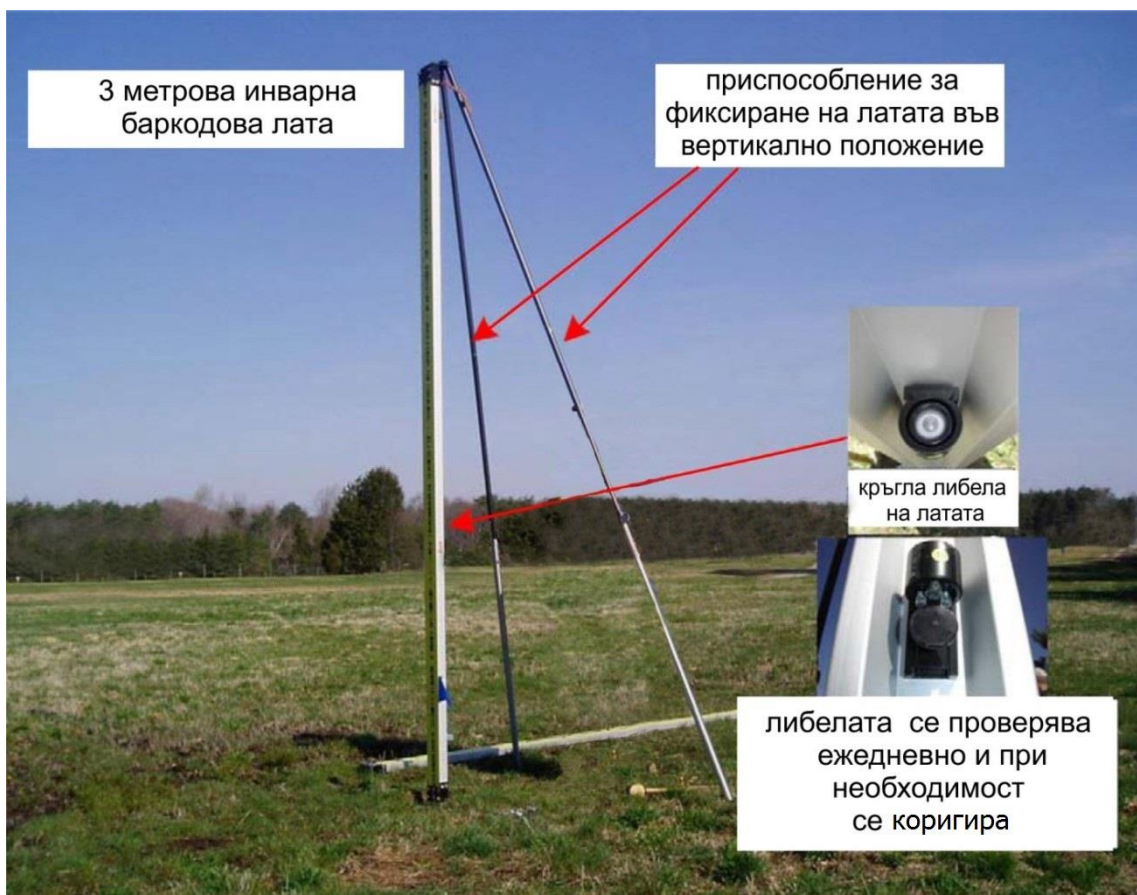 3 метрова инварна
баркодова лата
приспособление за
фиксиране на латата във
вертикално положение
кръгла либела
на латата
либелата се проверява
ежедневно и при
необходимост
се коригира